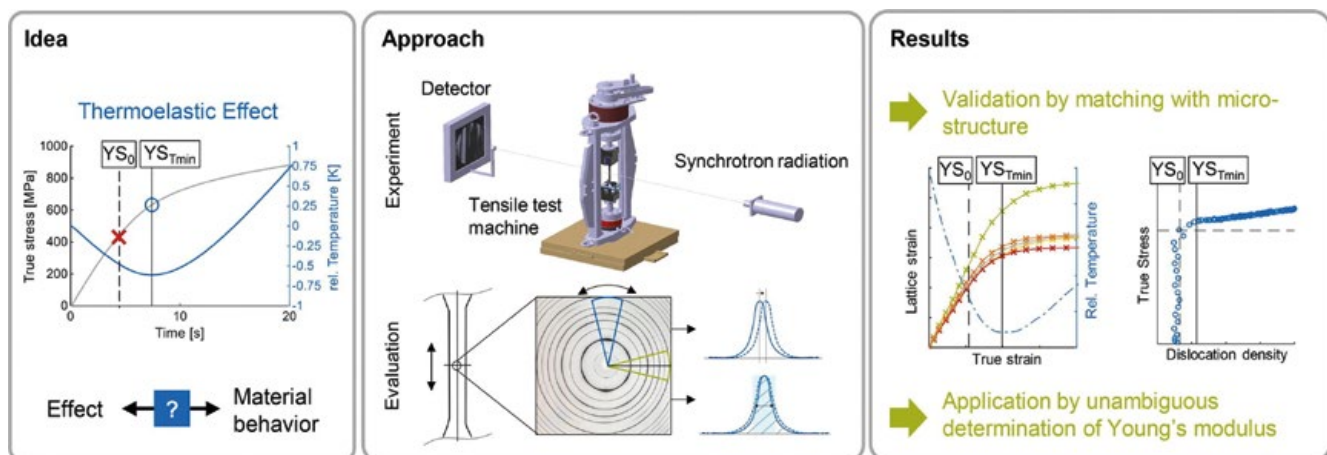 Idea
Thermoelastic Effect
YS0
YSTmin
True stress [MPa]
1000
800
600
400
200
0
1
0.75
0.5
0.25
0
-0.25
-0.5
-0.75
-1
rel. Temperature [K]
0
10
20
Time [s]
Effect
?
Material
behavior
Approach
Experiment
Detector
Synchrotron radiation
Tensile test
machine
Evaluation
Results
Validation by matching with micro-
structure
YS0
YSTmin
Lattice strain
Rel. Temperature
True strain
YS0
YSTmin
True Stress
Dislocation density
Application by unambiguous
determination of Young's modulus